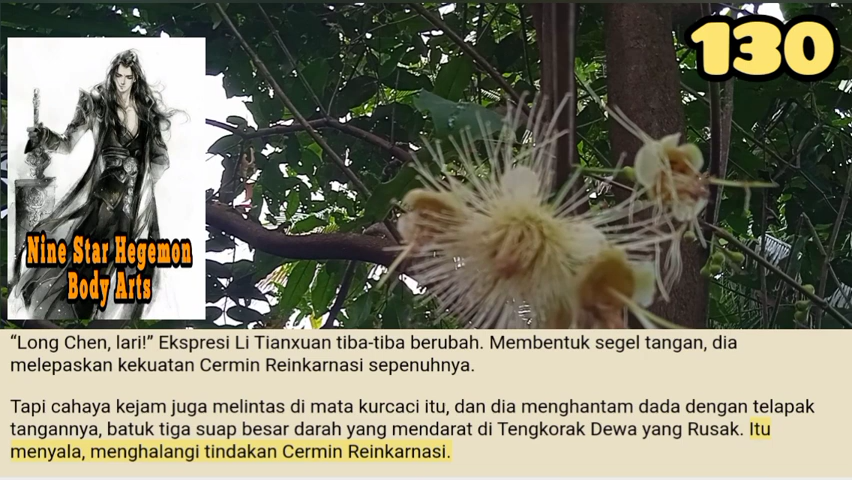 130
Nine Star Hegemon
Body Arts
“Long Chen, lari!” Ekspresi Li Tianxuan tiba-tiba berubah. Membentuk segel tangan, dia
melepaskan kekuatan Cermin Reinkarnasi sepenuhnya.
Tapi cahaya kejam juga melintas di mata kurcaci itu, dan dia menghantam dada dengan telapak
tangannya, batuk tiga suap besar darah yang mendarat di Tengkorak Dewa yang Rusak. Itu
menyala, menghalangi tindakan Cermin Reinkarnasi.